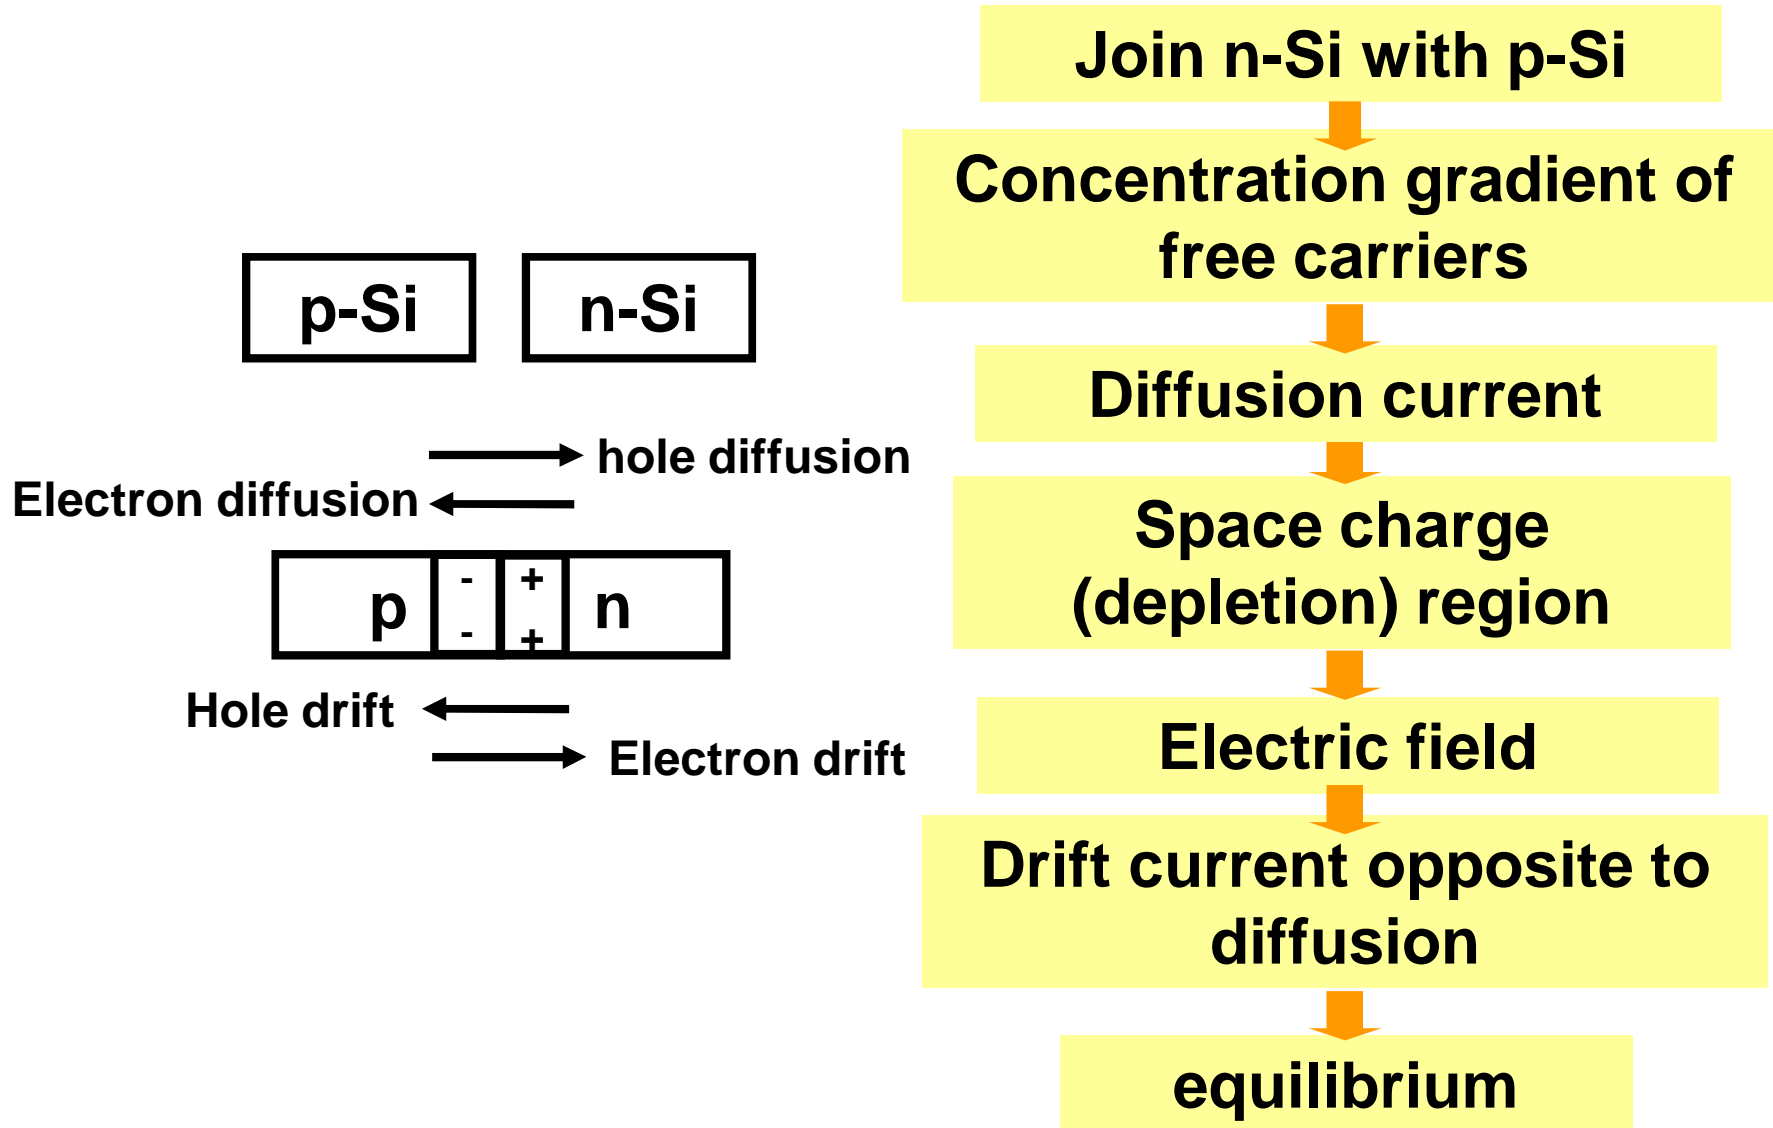 p-Si
n-Si
hole diffusion
Electron diffusion
p
-
+
n
-
+
Hole drift
Electron drift
Join n-Si with p-Si
Concentration gradient of
free carriers
Diffusion current
Space charge
(depletion) region
Electric field
Drift current opposite to
diffusion
equilibrium